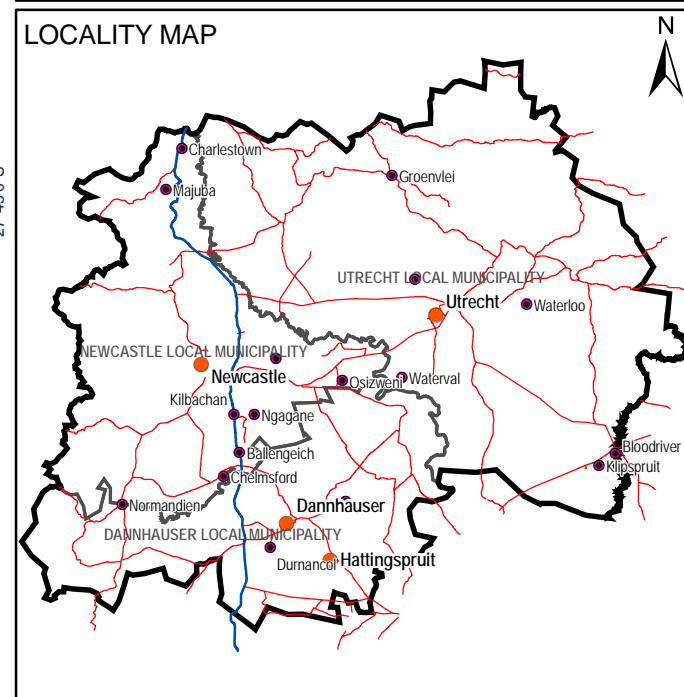 LOCALITY MAP
N
Charlestown
Groenvlei
Majuba
UTRECHT LOCAL MUNICIPALITY
Utrecht
Waterloo
NEWCASTLE LOCAL MUNICIPALITY
Newcastle
Osizweni
Waterval
Kilbachan
Ngagane
Ballengeich
Bloodriver
Klipspruit
Chelmsford
Normandien
Dannhauser
DANNHAUSER LOCAL MUNICIPALITY
Durnancol
Hattingspruit